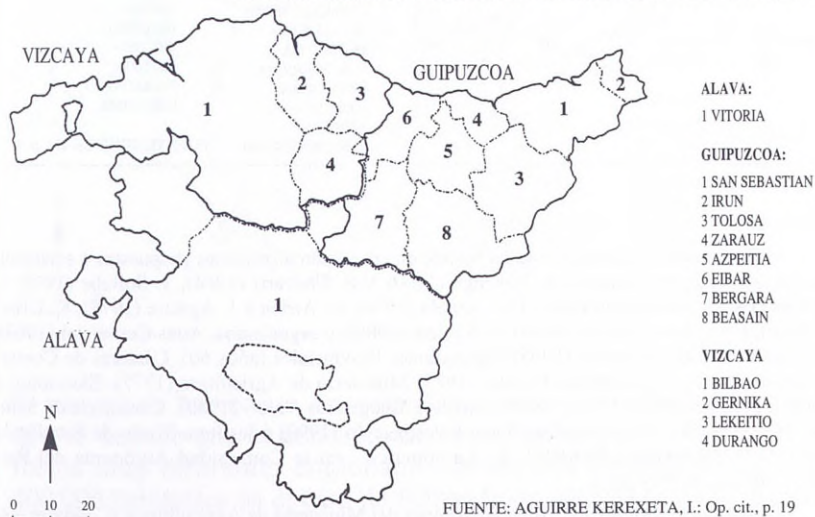 VIZCAYA
GUIPUZCOA
1
2
3
4
6
4
5
7
8
3
1
2
1
ALAVA
N
0 10 20
ALAVA:
1 VITORIA
GUIPUZCOA:
1 SAN SEBASTIAN
2 IRUN
3 TOLOSA
4 ZARAUZ
5 AZPEITIA
6 EIBAR
7 BERGARA
8 BEASAIN
VIZCAYA
1 BILBAO
2 GERNIKA
3 LEKEITIO
4 DURANGO
FUENTE: AGUIRRE KEREXETA, I.: Op. cit., p. 19